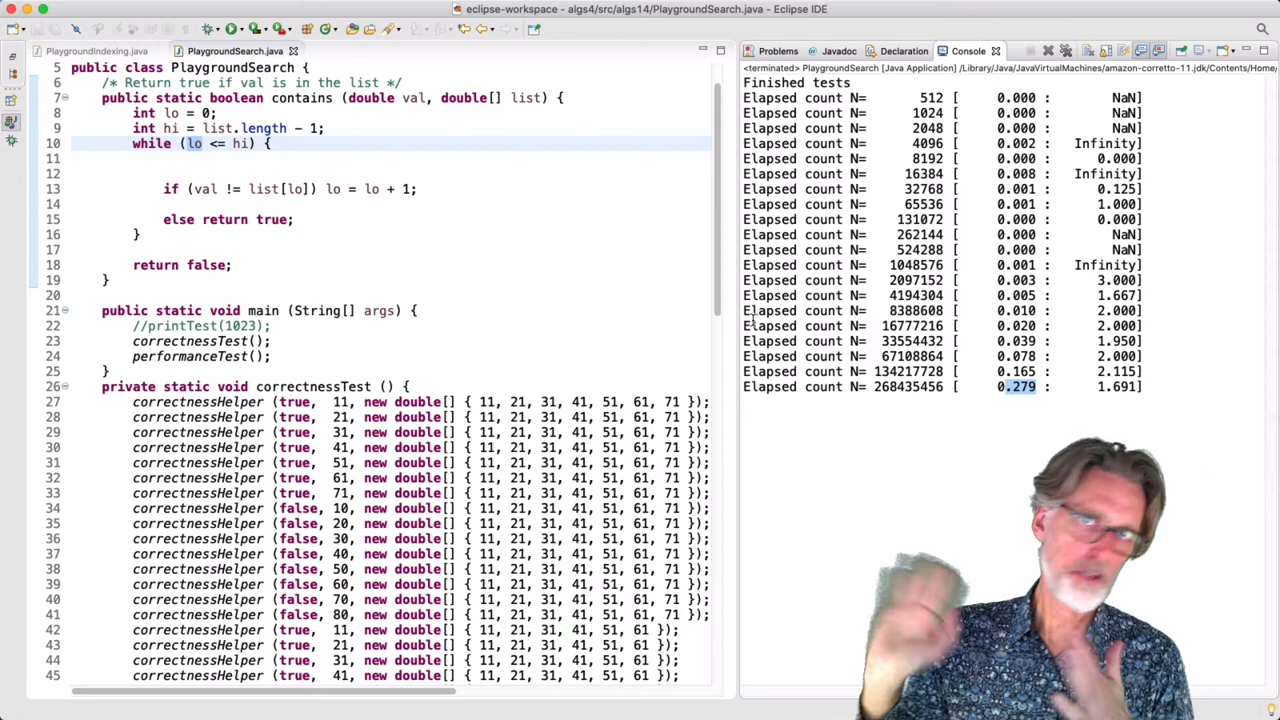 eclipse-workspace - algs4/src/algs14/PlaygroundSearch.java - Eclipse IDE
PlaygroundIndexing.java
PlaygroundSearch.java
5 public class PlaygroundSearch {
6 /* Return true if val is in the list */
7 public static boolean contains (double val, double[] list) {
8 int lo = 0;
9 int hi = list.length - 1;
10 while (lo <= hi) {
11
12
13 if (val != list[lo]) lo = lo + 1;
14
15 else return true;
16 }
17
18 return false;
19 }
20
21 public static void main (String[] args) {
22 //printTest(1023);
23 correctnessTest();
24 performanceTest();
25 }
26 private static void correctnessTest () {
27 correctnessHelper (true, 11, new double[] { 11, 21, 31, 41, 51, 61, 71 });
28 correctnessHelper (true, 21, new double[] { 11, 21, 31, 41, 51, 61, 71 });
29 correctnessHelper (true, 31, new double[] { 11, 21, 31, 41, 51, 61, 71 });
30 correctnessHelper (true, 41, new double[] { 11, 21, 31, 41, 51, 61, 71 });
31 correctnessHelper (true, 51, new double[] { 11, 21, 31, 41, 51, 61, 71 });
32 correctnessHelper (true, 61, new double[] { 11, 21, 31, 41, 51, 61, 71 });
33 correctnessHelper (true, 71, new double[] { 11, 21, 31, 41, 51, 61, 71 });
34 correctnessHelper (false, 10, new double[] { 11, 21, 31, 41, 51, 61, 71 });
35 correctnessHelper (false, 20, new double[] { 11, 21, 31, 41, 51, 61, 71 });
36 correctnessHelper (false, 30, new double[] { 11, 21, 31, 41, 51, 61, 71 });
37 correctnessHelper (false, 40, new double[] { 11, 21, 31, 41, 51, 61, 71 });
38 correctnessHelper (false, 50, new double[] { 11, 21, 31, 41, 51, 61, 71 });
39 correctnessHelper (false, 60, new double[] { 11, 21, 31, 41, 51, 61, 71 });
40 correctnessHelper (false, 70, new double[] { 11, 21, 31, 41, 51, 61, 71 });
41 correctnessHelper (false, 80, new double[] { 11, 21, 31, 41, 51, 61, 71 });
42 correctnessHelper (true, 11, new double[] { 11, 21, 31, 41, 51, 61 });
43 correctnessHelper (true, 21, new double[] { 11, 21, 31, 41, 51, 61 });
44 correctnessHelper (true, 31, new double[] { 11, 21, 31, 41, 51, 61 });
45 correctnessHelper (true, 41, new double[] { 11, 21, 31, 41, 51, 61 });
Problems
Javadoc
Declaration
Console
<terminated> PlaygroundSearch [Java Application] /Library/Java/JavaVirtualMachines/amazon-corretto-11.jdk/Contents/Home/
Finished tests
Elapsed count N= 512 [ 0.000 : NaN]
Elapsed count N= 1024 [ 0.000 : NaN]
Elapsed count N= 2048 [ 0.000 : NaN]
Elapsed count N= 4096 [ 0.002 : Infinity]
Elapsed count N= 8192 [ 0.000 : 0.000]
Elapsed count N= 16384 [ 0.008 : Infinity]
Elapsed count N= 32768 [ 0.001 : 0.125]
Elapsed count N= 65536 [ 0.001 : 1.000]
Elapsed count N= 131072 [ 0.000 : 0.000]
Elapsed count N= 262144 [ 0.000 : NaN]
Elapsed count N= 524288 [ 0.000 : NaN]
Elapsed count N= 1048576 [ 0.001 : Infinity]
Elapsed count N= 2097152 [ 0.003 : 3.000]
Elapsed count N= 4194304 [ 0.005 : 1.667]
Elapsed count N= 8388608 [ 0.010 : 2.000]
Elapsed count N= 16777216 [ 0.020 : 2.000]
Elapsed count N= 33554432 [ 0.039 : 1.950]
Elapsed count N= 67108864 [ 0.078 : 2.000]
Elapsed count N= 134217728 [ 0.165 : 2.115]
Elapsed count N= 268435456 [ 0.279 : 1.691]